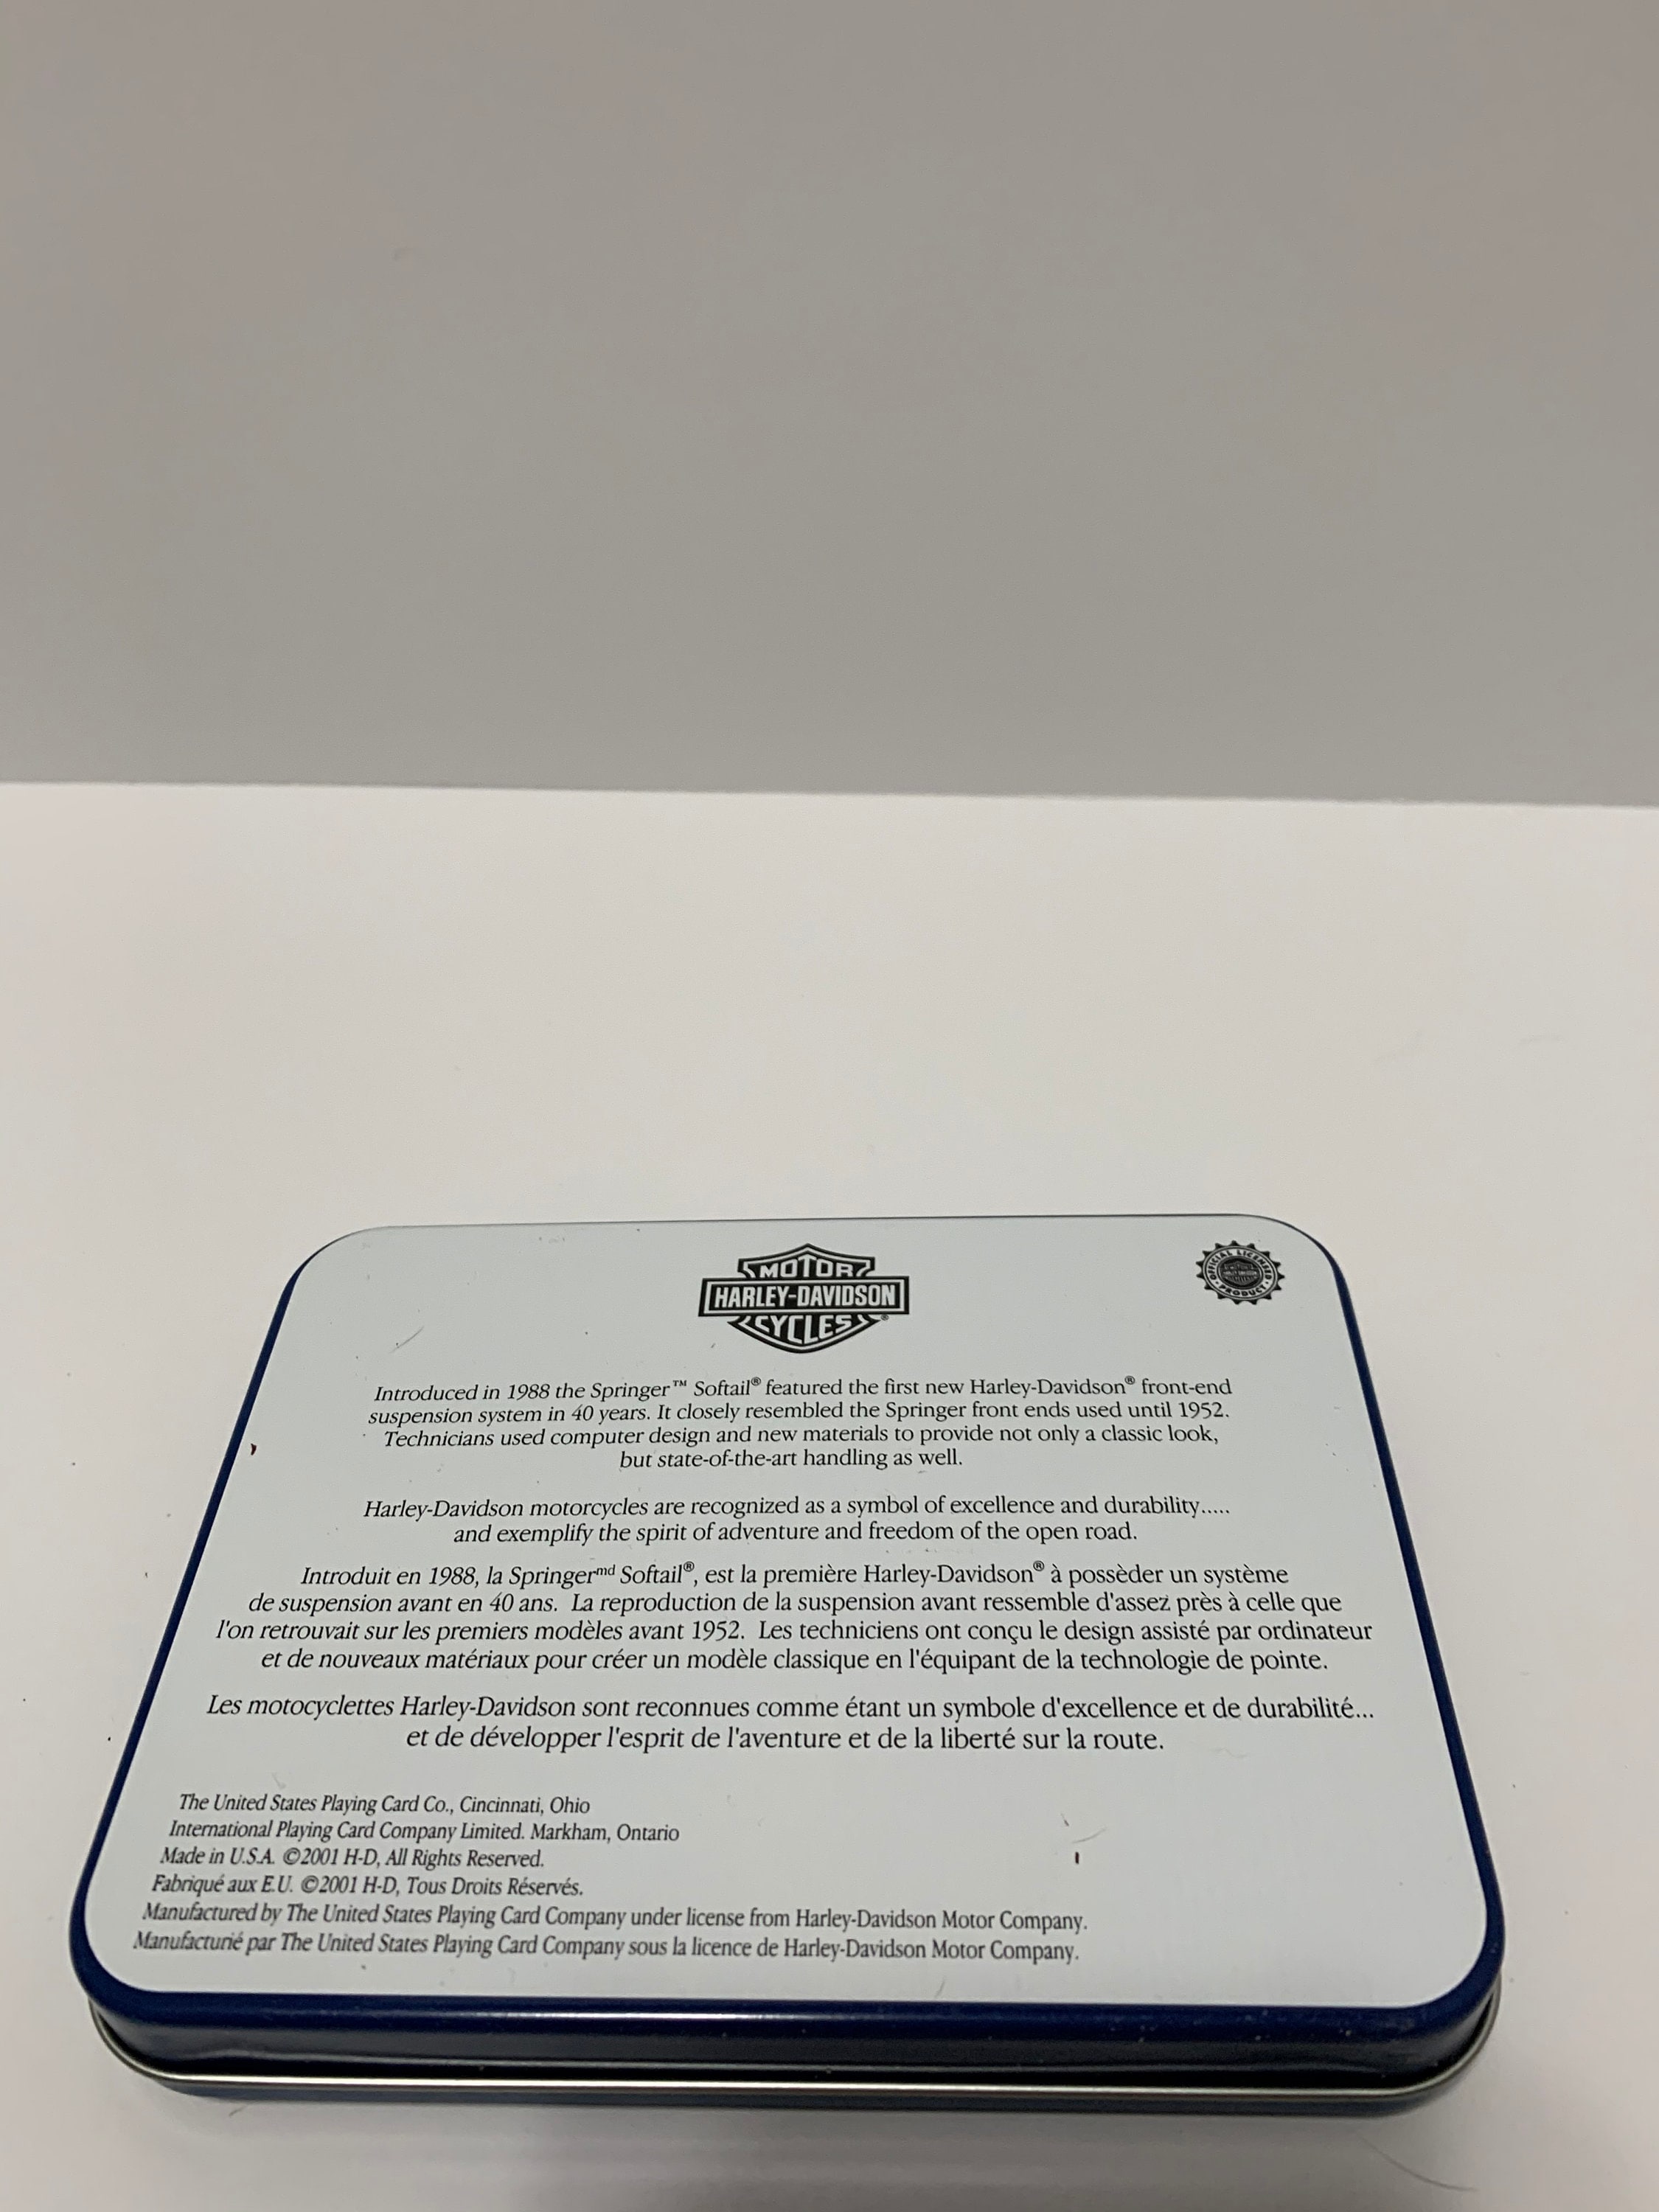 MOTOR
HARLEY-DAVIDSON
CYCLES®
OFFICIAL LICENSED
PRODUCT
Introduced in 1988 the Springer™ Softail® featured the first new Harley-Davidson® front-end
suspension system in 40 years. It closely resembled the Springer front ends used until 1952.
Technicians used computer design and new materials to provide not only a classic look,
but state-of-the-art handling as well.
Harley-Davidson motorcycles are recognized as a symbol of excellence and durability.....
and exemplify the spirit of adventure and freedom of the open road.
Introduit en 1988, la Springerᵐᵈ Softail®, est la première Harley-Davidson® à possèder un système
de suspension avant en 40 ans. La reproduction de la suspension avant ressemble d'assez près à celle que
l'on retrouvait sur les premiers modèles avant 1952. Les techniciens ont conçu le design assisté par ordinateur
et de nouveaux matériaux pour créer un modèle classique en l'équipant de la technologie de pointe.
Les motocyclettes Harley-Davidson sont reconnues comme étant un symbole d'excellence et de durabilité...
et de développer l'esprit de l'aventure et de la liberté sur la route.
The United States Playing Card Co., Cincinnati, Ohio
International Playing Card Company Limited. Markham, Ontario
Made in U.S.A. ©2001 H-D, All Rights Reserved.
Fabriqué aux E.U. ©2001 H-D, Tous Droits Réservés.
Manufactured by The United States Playing Card Company under license from Harley-Davidson Motor Company.
Manufacturié par The United States Playing Card Company sous la licence de Harley-Davidson Motor Company.